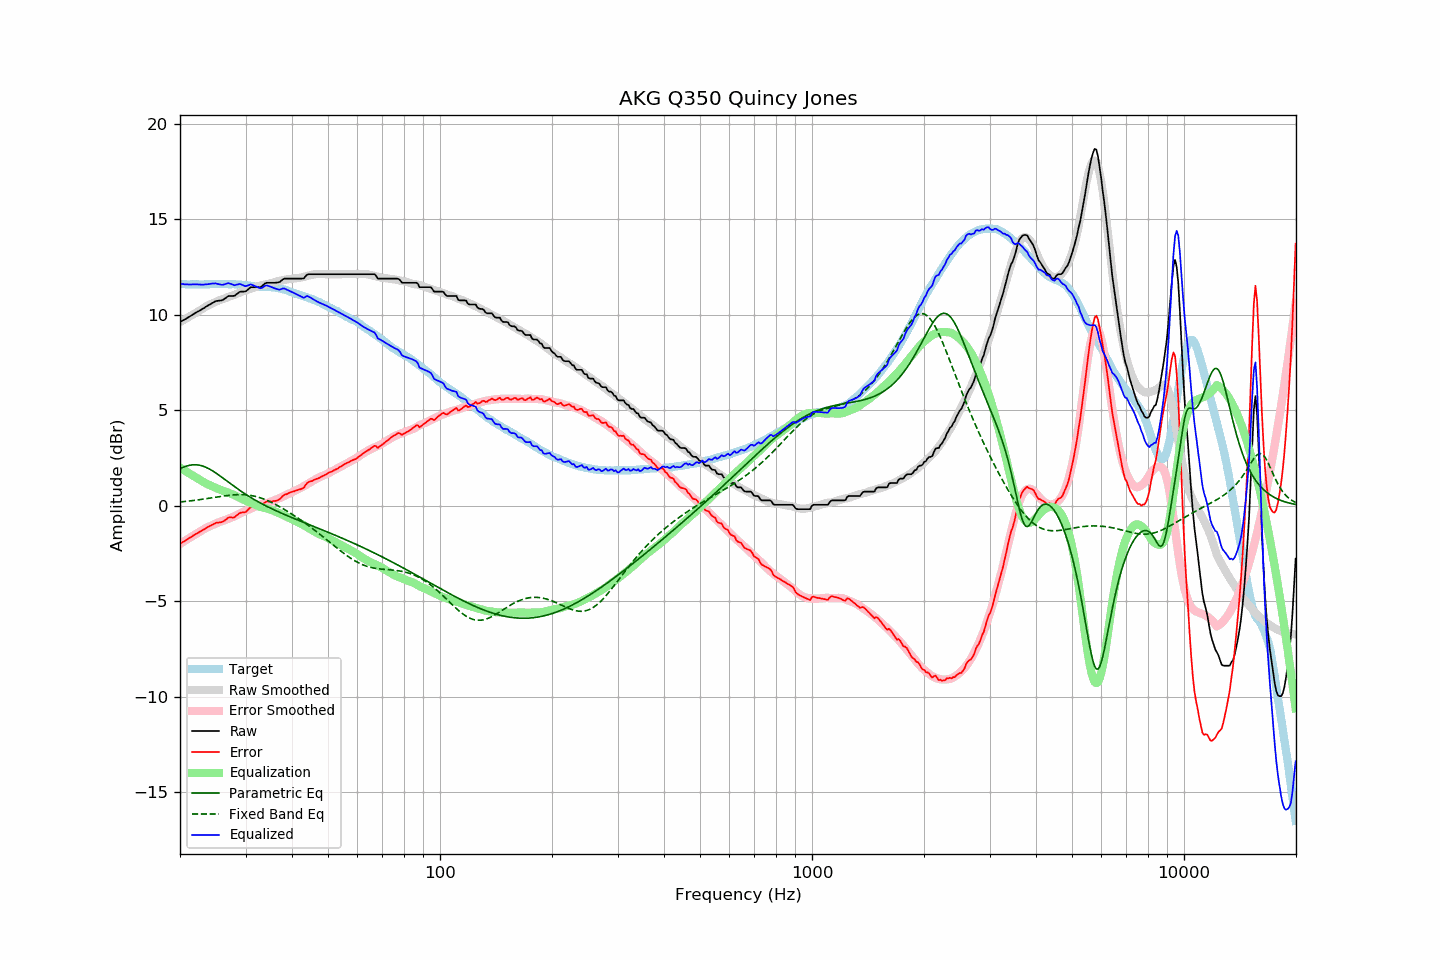 AKG Q350 Quincy Jones
20
15
10
5
0
−5
−10
−15
Amplitude (dBr)
Target
Raw Smoothed
Error Smoothed
Raw
Error
Equalization
Parametric Eq
Fixed Band Eq
Equalized
100
1000
10000
Frequency (Hz)